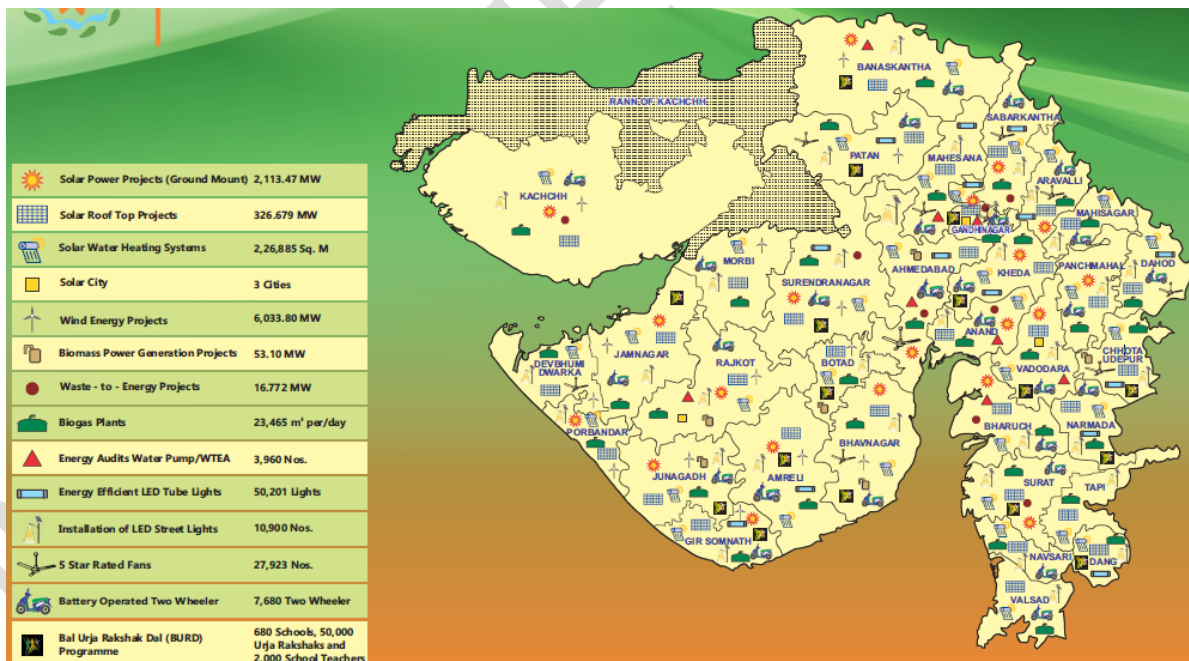 Solar Power Projects (Ground Mount) 2,113.47 MW
Solar Roof Top Projects 326.679 MW
Solar Water Heating Systems 2,26,885 Sq. M
Solar City 3 Cities
Wind Energy Projects 6,033.80 MW
Biomass Power Generation Projects 53.10 MW
Waste - to - Energy Projects 16.772 MW
Biogas Plants 23,465 m³ per/day
Energy Audits Water Pump/WTEA 3,960 Nos.
Energy Efficient LED Tube Lights 50,201 Lights
Installation of LED Street Lights 10,900 Nos.
5 Star Rated Fans 27,923 Nos.
Battery Operated Two Wheeler 7,680 Two Wheeler
Bal Urja Rakshak Dal (BURD)
Programme
680 Schools, 50,000
Urja Rakshaks and
2,000 School Teachers
BANASKANTHA
RANN OF KACHCHH
SABARKANTHA
PATAN
MAHESANA
ARAVALLI
KACHCHH
MAHISAGAR
GANDHINAGAR
MORBI
AHMEDABAD
KHEDA
PANCHMAHAL
DAHOD
SURENDRANAGAR
ANAND
JAMNAGAR
CHHOTA
UDEPUR
DEVBHUMI
DWARKA
RAJKOT
BOTAD
VADODARA
PORBANDAR
BHARUCH
NARMADA
BHAVNAGAR
JUNAGADH
AMRELI
SURAT
TAPI
GIR SOMNATH
NAVSARI
DANG
VALSAD